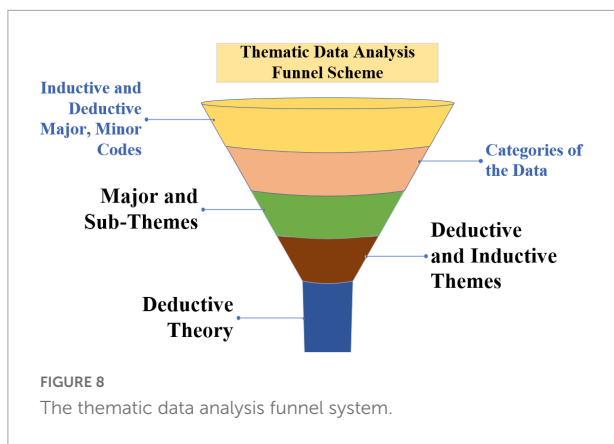 Thematic Data Analysis
Funnel Scheme
Inductive and
Deductive
Major, Minor
Codes
Categories of
the Data
Major and
Sub-Themes
Deductive
and Inductive
Themes
Deductive
Theory
FIGURE 8
The thematic data analysis funnel system.